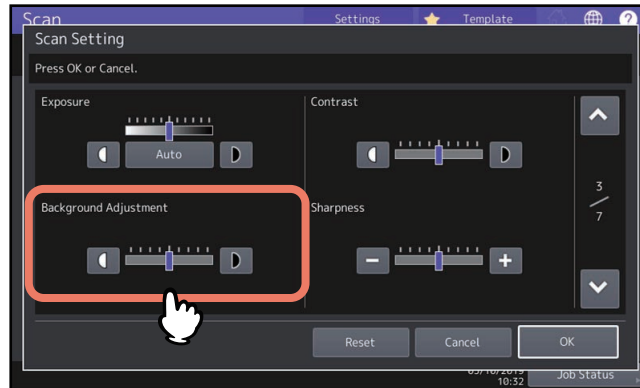 Scan
Settings
Template
?
Scan Setting
Press OK or Cancel.
Exposure
Auto
Contrast
3
7
Background Adjustment
Sharpness
Reset
Cancel
OK
10:32
Job Status